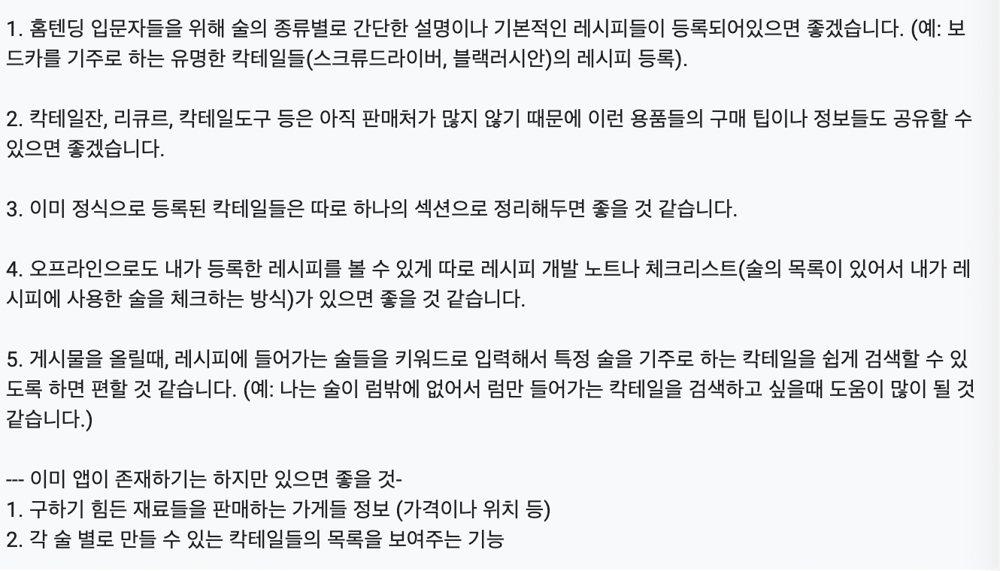 1. 홈텐딩 입문자들을 위해 술의 종류별로 간단한 설명이나 기본적인 레시피들이 등록되어있으면 좋겠습니다. (예: 보
드카를 기주로 하는 유명한 칵테일들(스크류드라이버, 블랙러시안)의 레시피 등록).
2. 칵테일잔, 리큐르, 칵테일도구 등은 아직 판매처가 많지 않기 때문에 이런 용품들의 구매 팁이나 정보들도 공유할 수
있으면 좋겠습니다.
3. 이미 정식으로 등록된 칵테일들은 따로 하나의 섹션으로 정리해두면 좋을 것 같습니다.
4. 오프라인으로도 내가 등록한 레시피를 볼 수 있게 따로 레시피 개발 노트나 체크리스트(술의 목록이 있어서 내가 레
시피에 사용한 술을 체크하는 방식)가 있으면 좋을 것 같습니다.
5. 게시물을 올릴때, 레시피에 들어가는 술들을 키워드로 입력해서 특정 술을 기주로 하는 칵테일을 쉽게 검색할 수 있
도록 하면 편할 것 같습니다. (예: 나는 술이 럼밖에 없어서 럼만 들어가는 칵테일을 검색하고 싶을때 도움이 많이 될 것
같습니다.)
--- 이미 앱이 존재하기는 하지만 있으면 좋을 것-
1. 구하기 힘든 재료들을 판매하는 가게들 정보 (가격이나 위치 등)
2. 각 술 별로 만들 수 있는 칵테일들의 목록을 보여주는 기능